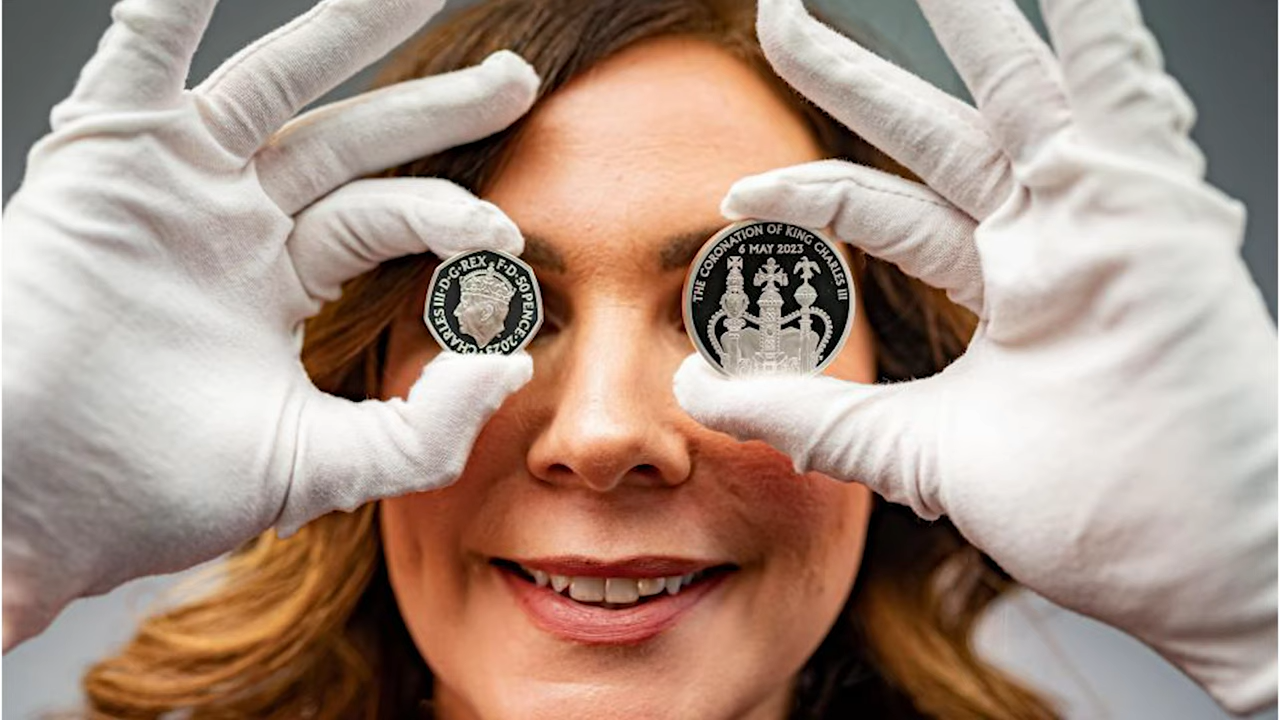 CHARLES III·D·G·REX·F·D·50 PENCE·2023
THE CORONATION OF KING CHARLES III
6 MAY 2023